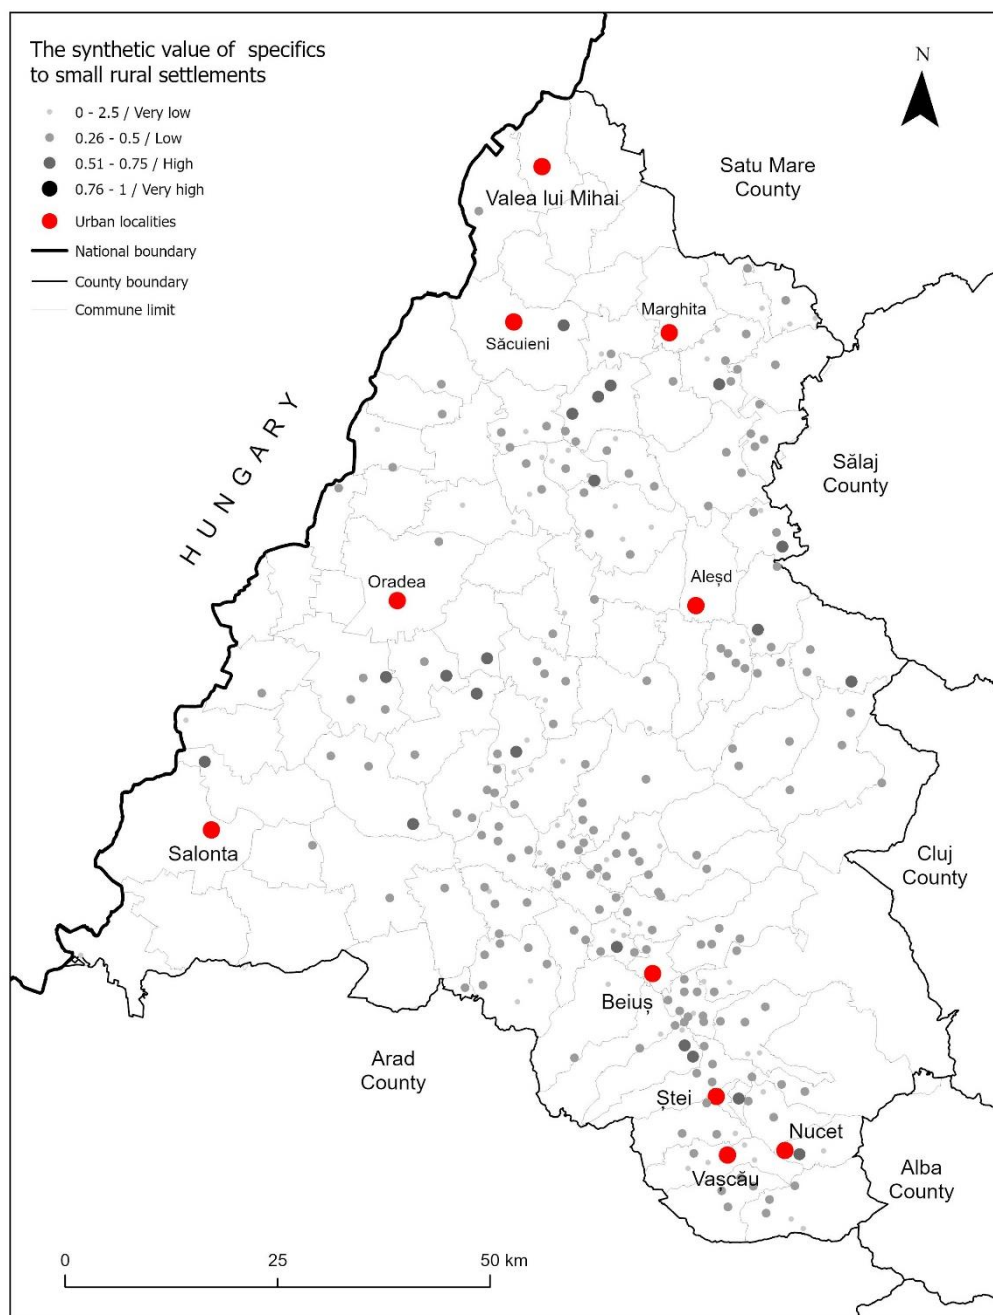 The synthetic value of specifics
to small rural settlements
0 - 2.5 / Very low
0.26 - 0.5 / Low
0.51 - 0.75 / High
0.76 - 1 / Very high
Urban localities
National boundary
County boundary
Commune limit
N
Satu Mare
County
Valea lui Mihai
Marghita
Săcuieni
HUNGARY
Sălaj
County
Oradea
Aleșd
Salonta
Cluj
County
Beiuș
Arad
County
Ștei
Nucet
Vașcău
Alba
County
0 25 50 km